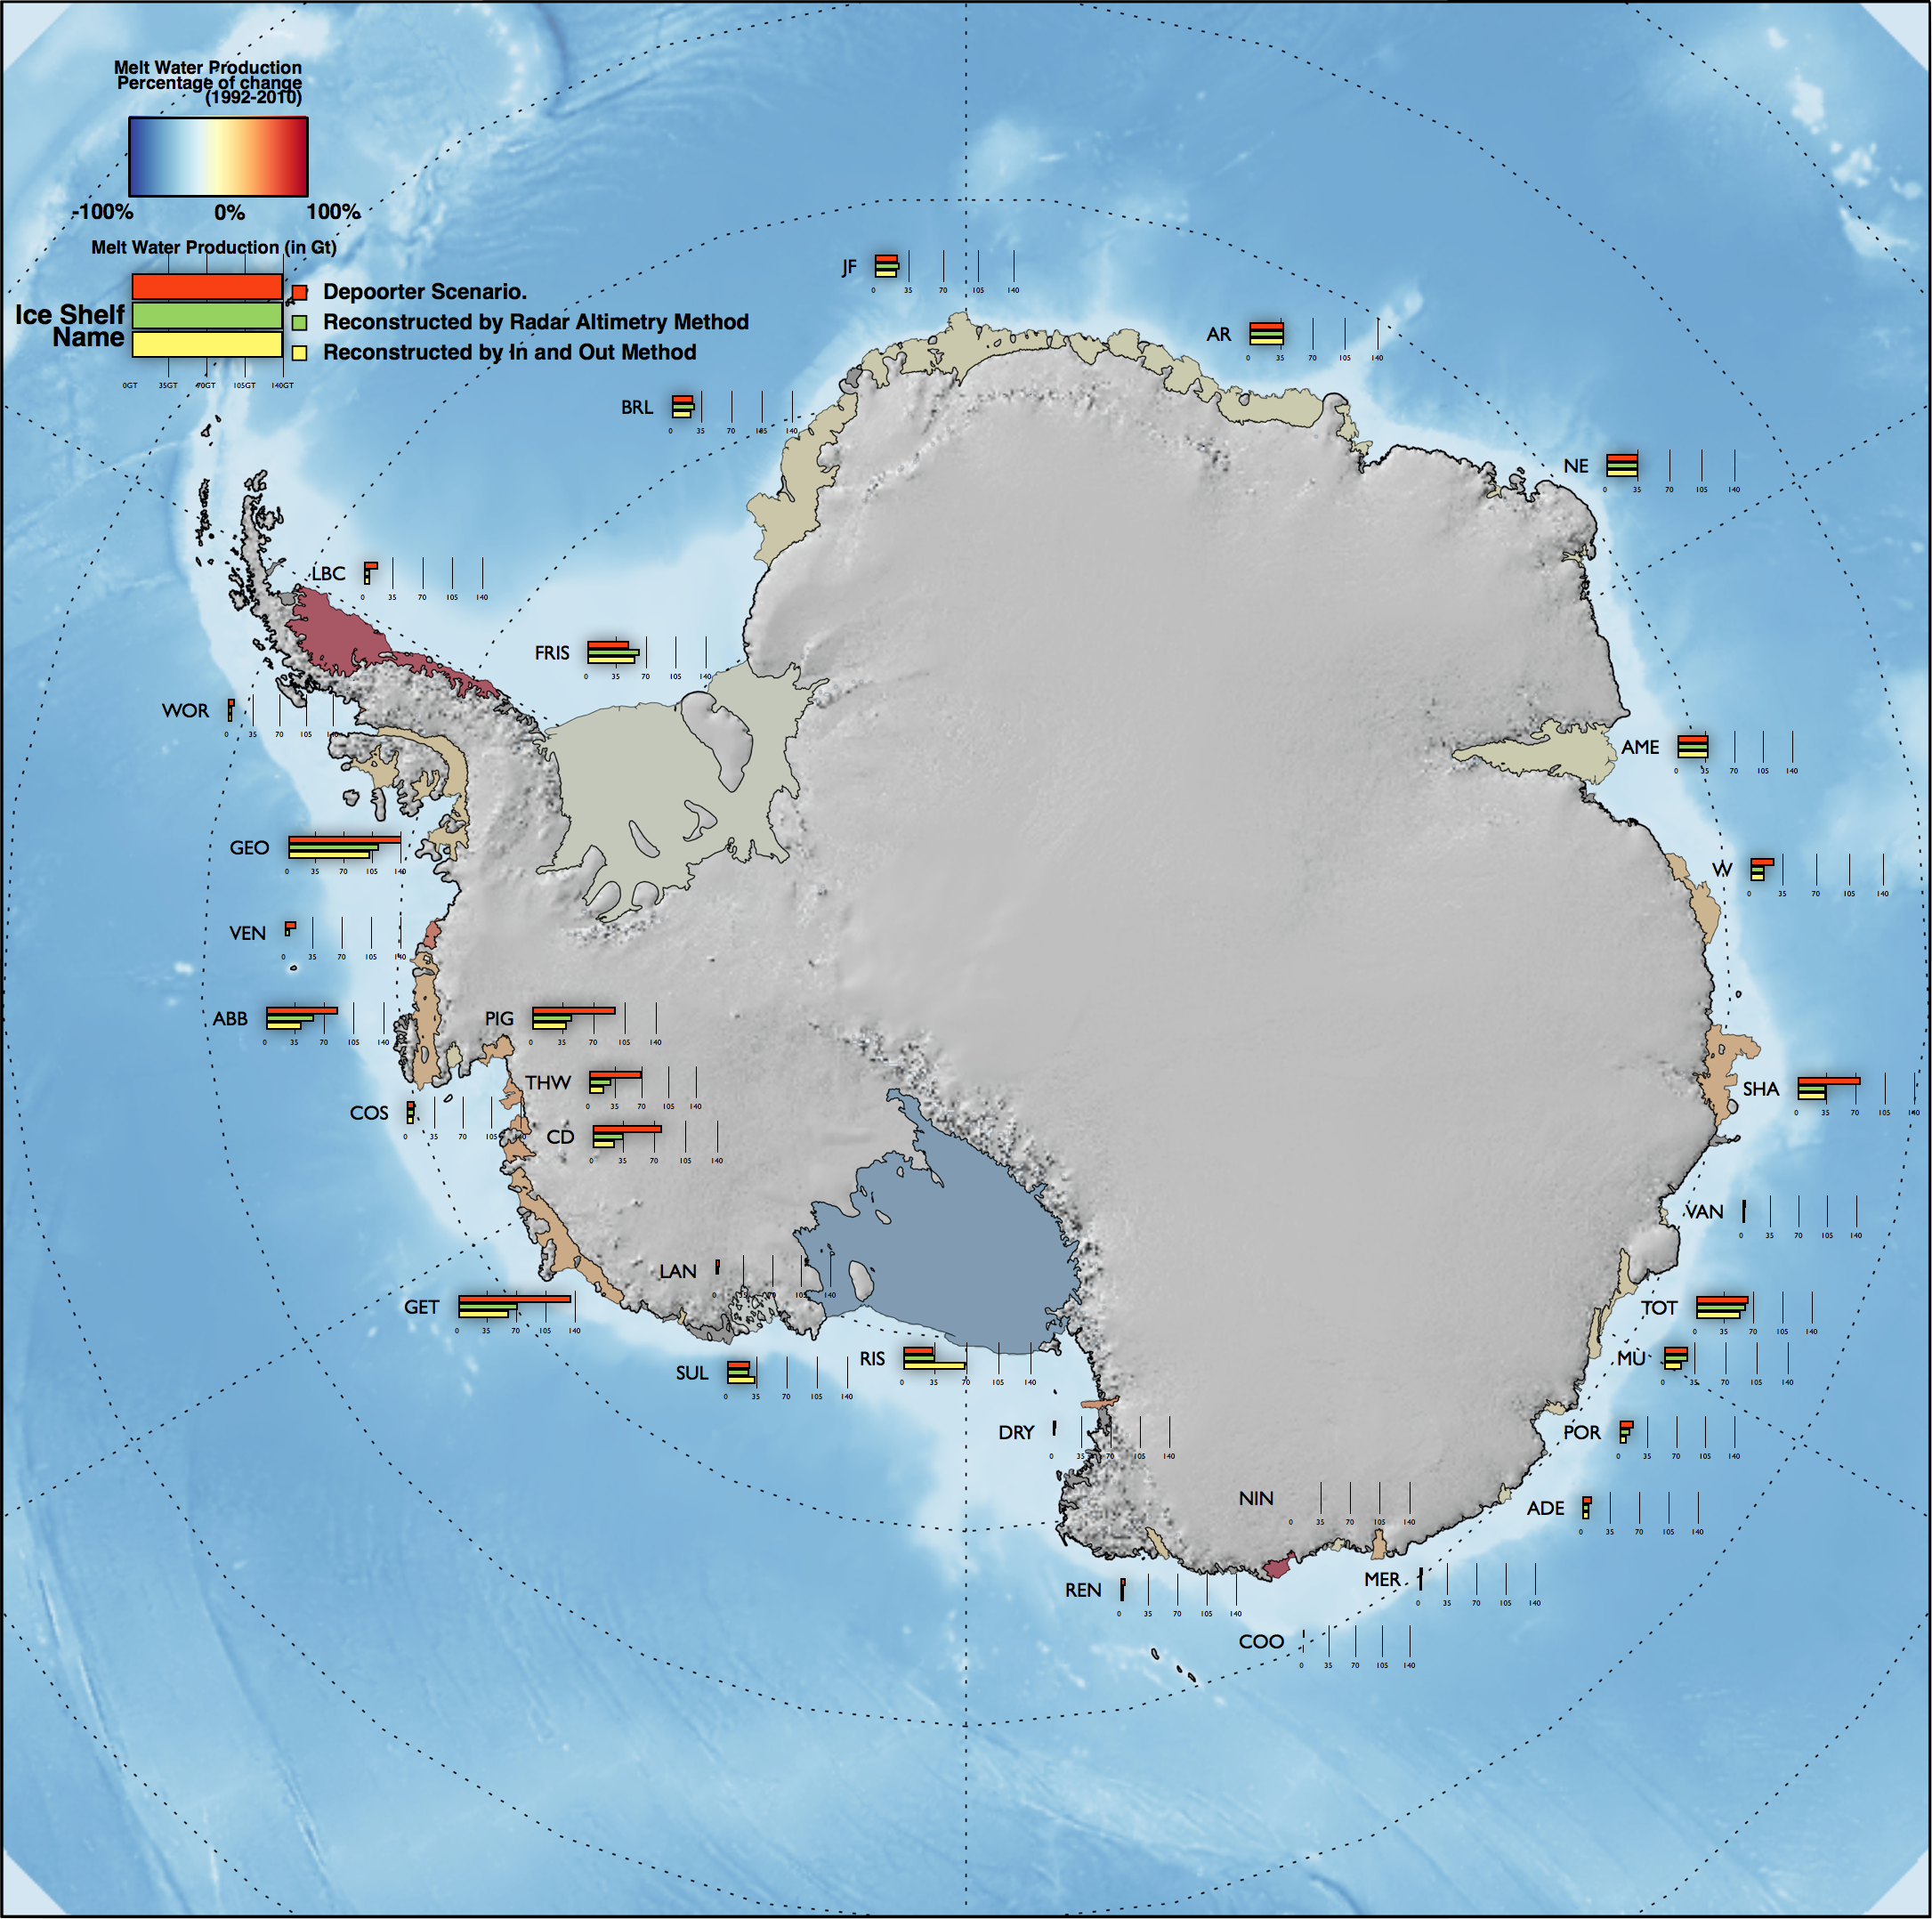 Melt Water Production
Percentage of change
(1992-2010)
-100% 0% 100%
Melt Water Production (in Gt)
Ice Shelf
Name
Depoorter Scenario.
Reconstructed by Radar Altimetry Method
Reconstructed by In and Out Method
0GT 35GT 70GT 105GT 140GT
JF
0 35 70 105 140
AR
0 35 70 105 140
BRL
0 35 70 105 140
NE
0 35 70 105 140
LBC
0 35 70 105 140
FRIS
0 35 70 105 140
WOR
0 35 70 105 140
AME
0 35 70 105 140
GEO
0 35 70 105 140
W
0 35 70 105 140
VEN
0 35 70 105 140
ABB
0 35 70 105 140
PIG
0 35 70 105 140
THW
0 35 70 105 140
SHA
0 35 70 105 140
COS
0 35 70 105 140
CD
0 35 70 105 140
VAN
0 35 70 105 140
LAN
0 35 70 105 140
GET
0 35 70 105 140
TOT
0 35 70 105 140
SUL
0 35 70 105 140
RIS
0 35 70 105 140
MU
0 35 70 105 140
DRY
0 35 70 105 140
POR
0 35 70 105 140
NIN
0 35 70 105 140
ADE
0 35 70 105 140
REN
0 35 70 105 140
MER
0 35 70 105 140
COO
0 35 70 105 140